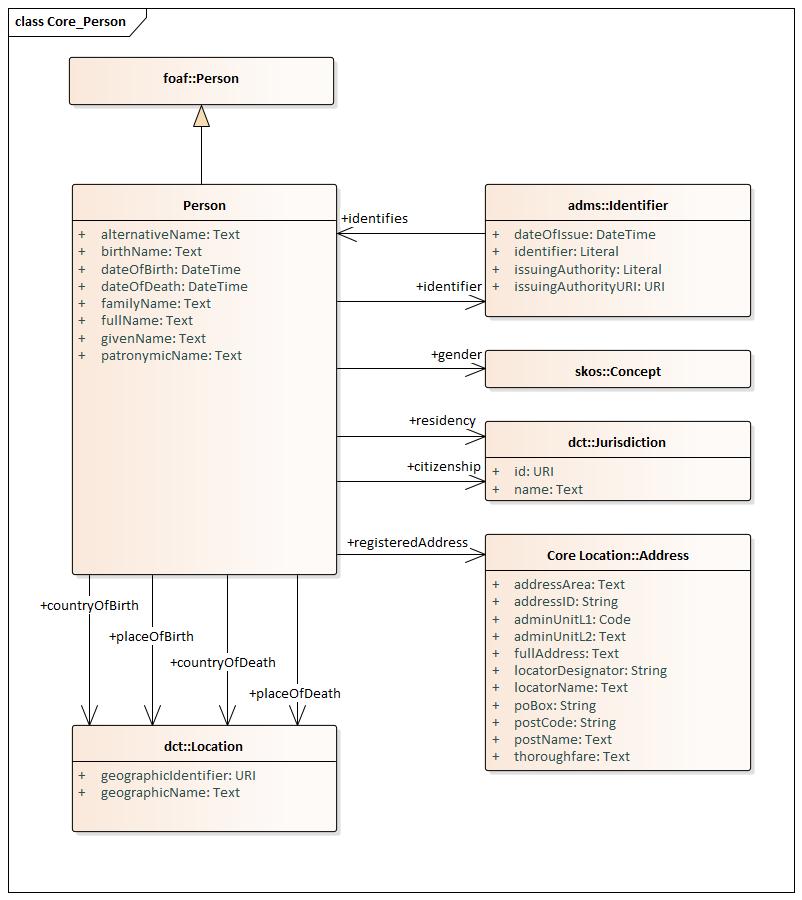 class Core_Person
foaf::Person
Person
+ alternativeName: Text
+ birthName: Text
+ dateOfBirth: DateTime
+ dateOfDeath: DateTime
+ familyName: Text
+ fullName: Text
+ givenName: Text
+ patronymicName: Text
+identifies
+identifier
+gender
+residency
+citizenship
+registeredAddress
adms::Identifier
+ dateOfIssue: DateTime
+ identifier: Literal
+ issuingAuthority: Literal
+ issuingAuthorityURI: URI
skos::Concept
dct::Jurisdiction
+ id: URI
+ name: Text
Core Location::Address
+ addressArea: Text
+ addressID: String
+ adminUnitL1: Code
+ adminUnitL2: Text
+ fullAddress: Text
+ locatorDesignator: String
+ locatorName: Text
+ poBox: String
+ postCode: String
+ postName: Text
+ thoroughfare: Text
+countryOfBirth
+placeOfBirth
+countryOfDeath
+placeOfDeath
dct::Location
+ geographicIdentifier: URI
+ geographicName: Text